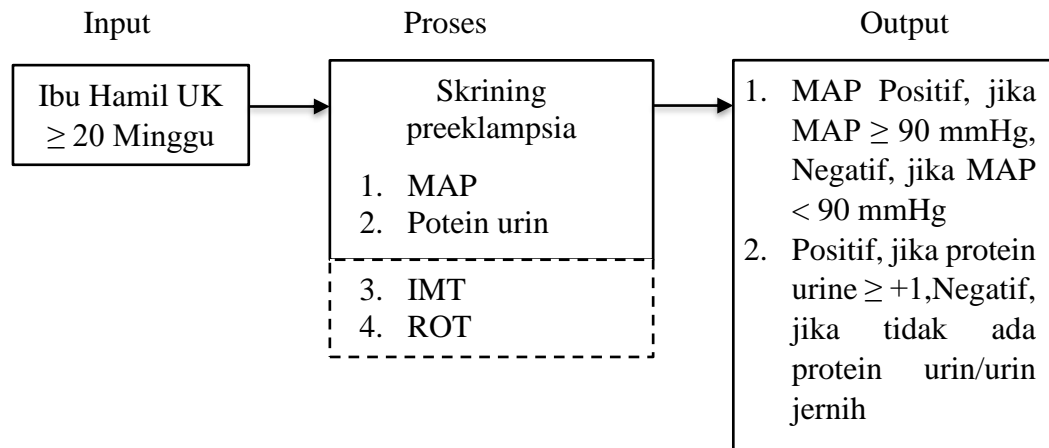 Input
Proses
Output
Ibu Hamil UK
≥ 20 Minggu
Skrining
preeklampsia
1. MAP
2. Potein urin
3. IMT
4. ROT
1. MAP Positif, jika
MAP ≥ 90 mmHg,
Negatif, jika MAP
< 90 mmHg
2. Positif, jika protein
urine ≥ +1,Negatif,
jika tidak ada
protein urin/urin
jernih